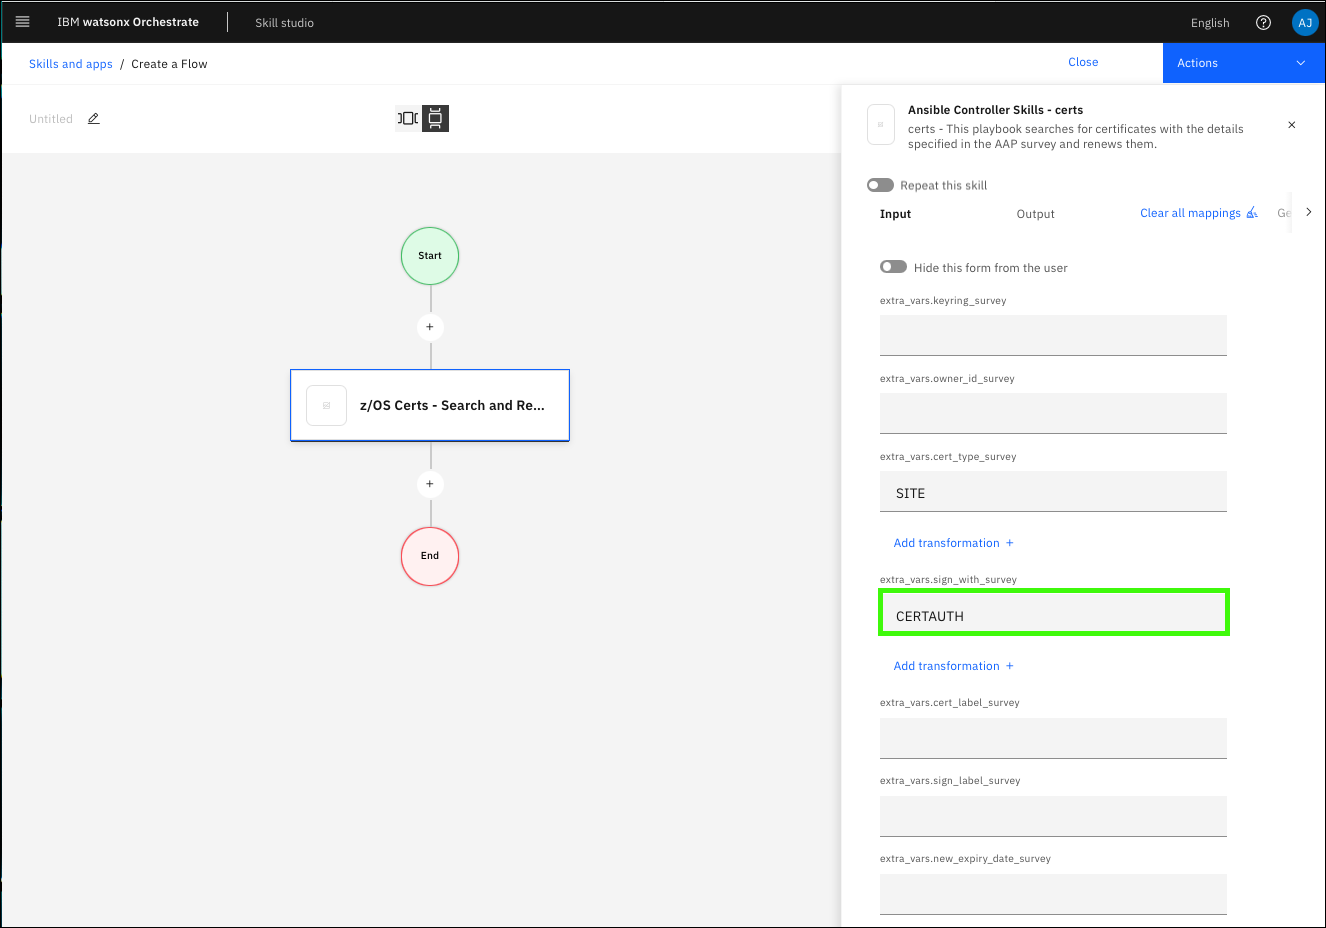 IBM watsonx Orchestrate
Skill studio
English
AJ
Skills and apps / Create a Flow
Close
Actions
Untitled
Start
+
z/OS Certs - Search and Re...
+
End
Ansible Controller Skills - certs
certs - This playbook searches for certificates with the details
specified in the AAP survey and renews them.
Repeat this skill
Input
Output
Clear all mappings
Ge
Hide this form from the user
extra_vars.keyring_survey
extra_vars.owner_id_survey
extra_vars.cert_type_survey
SITE
Add transformation +
extra_vars.sign_with_survey
CERTAUTH
Add transformation +
extra_vars.cert_label_survey
extra_vars.sign_label_survey
extra_vars.new_expiry_date_survey